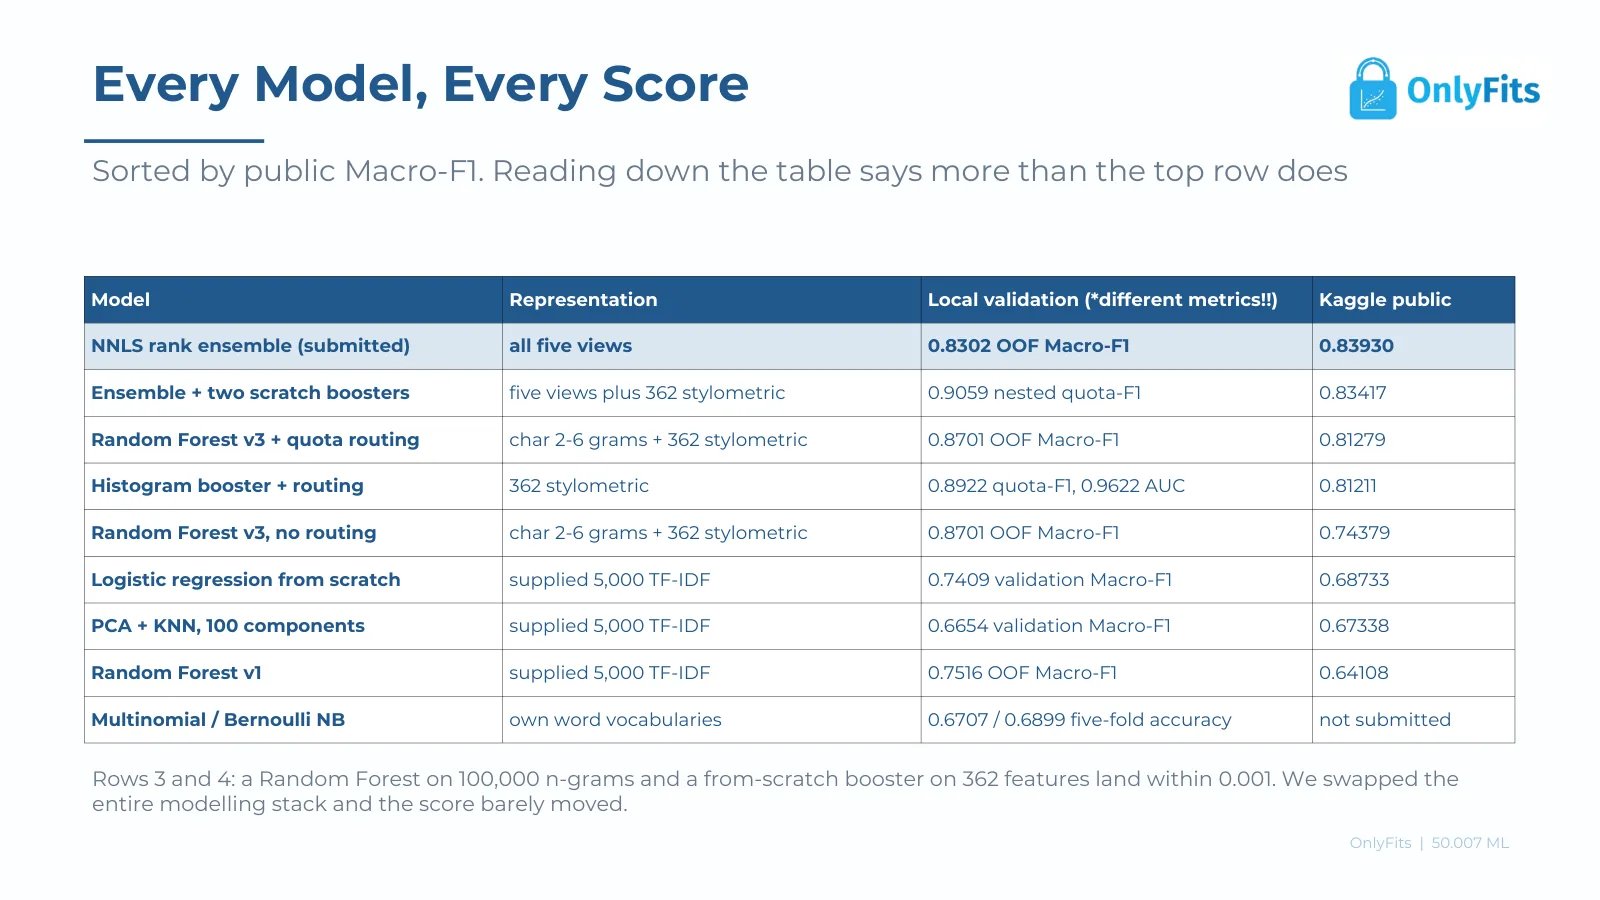 Every Model, Every Score
OnlyFits
Sorted by public Macro-F1. Reading down the table says more than the top row does
Model Representation Local validation (*different metrics!!) Kaggle public
NNLS rank ensemble (submitted) all five views 0.8302 OOF Macro-F1 0.83930
Ensemble + two scratch boosters five views plus 362 stylometric 0.9059 nested quota-F1 0.83417
Random Forest v3 + quota routing char 2-6 grams + 362 stylometric 0.8701 OOF Macro-F1 0.81279
Histogram booster + routing 362 stylometric 0.8922 quota-F1, 0.9622 AUC 0.81211
Random Forest v3, no routing char 2-6 grams + 362 stylometric 0.8701 OOF Macro-F1 0.74379
Logistic regression from scratch supplied 5,000 TF-IDF 0.7409 validation Macro-F1 0.68733
PCA + KNN, 100 components supplied 5,000 TF-IDF 0.6654 validation Macro-F1 0.67338
Random Forest v1 supplied 5,000 TF-IDF 0.7516 OOF Macro-F1 0.64108
Multinomial / Bernoulli NB own word vocabularies 0.6707 / 0.6899 five-fold accuracy not submitted
Rows 3 and 4: a Random Forest on 100,000 n-grams and a from-scratch booster on 362 features land within 0.001. We swapped the
entire modelling stack and the score barely moved.
OnlyFits | 50.007 ML